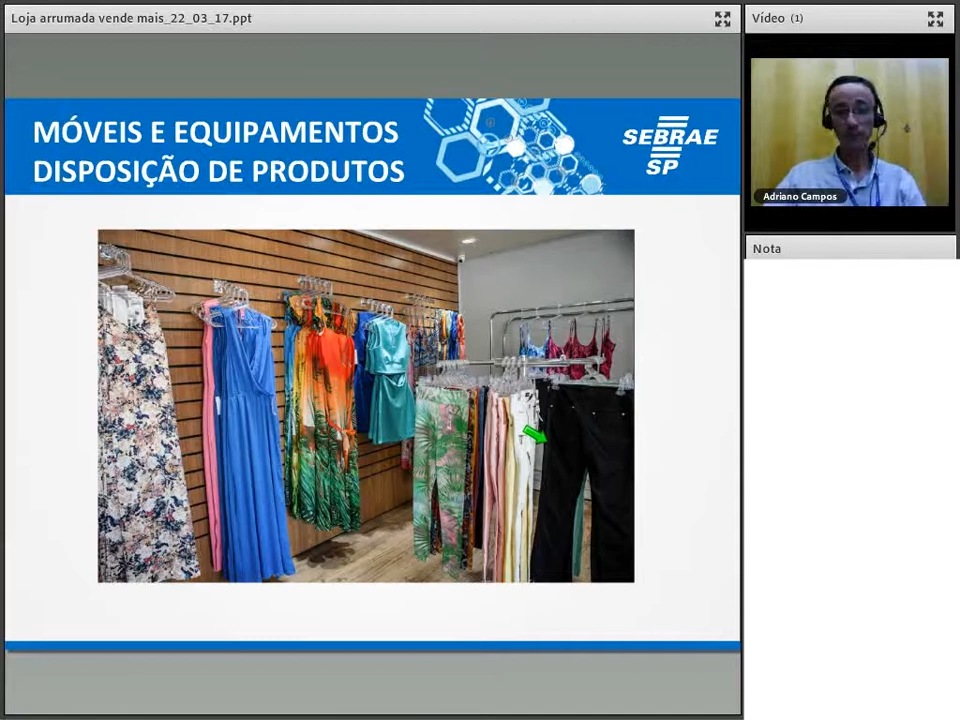 Loja arrumada vende mais_22_03_17.ppt
Vídeo (1)
MÓVEIS E EQUIPAMENTOS
DISPOSIÇÃO DE PRODUTOS
SEBRAE
SP
Adriano Campos
Nota